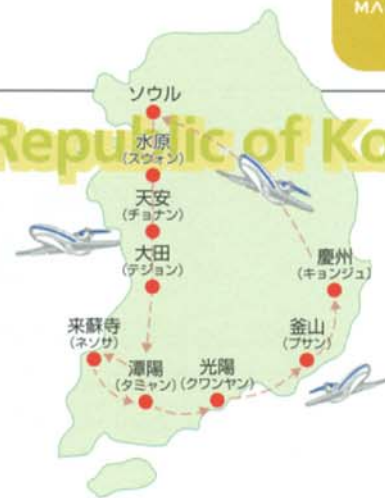 MA
Republic of Ko
ソウル
水原
(スウォン)
天安
(チョナン)
大田
(テジョン)
慶州
(キョンジュ)
来蘇寺
(ネソサ)
潭陽
(タミャン)
光陽
(クワンヤン)
釜山
(プサン)